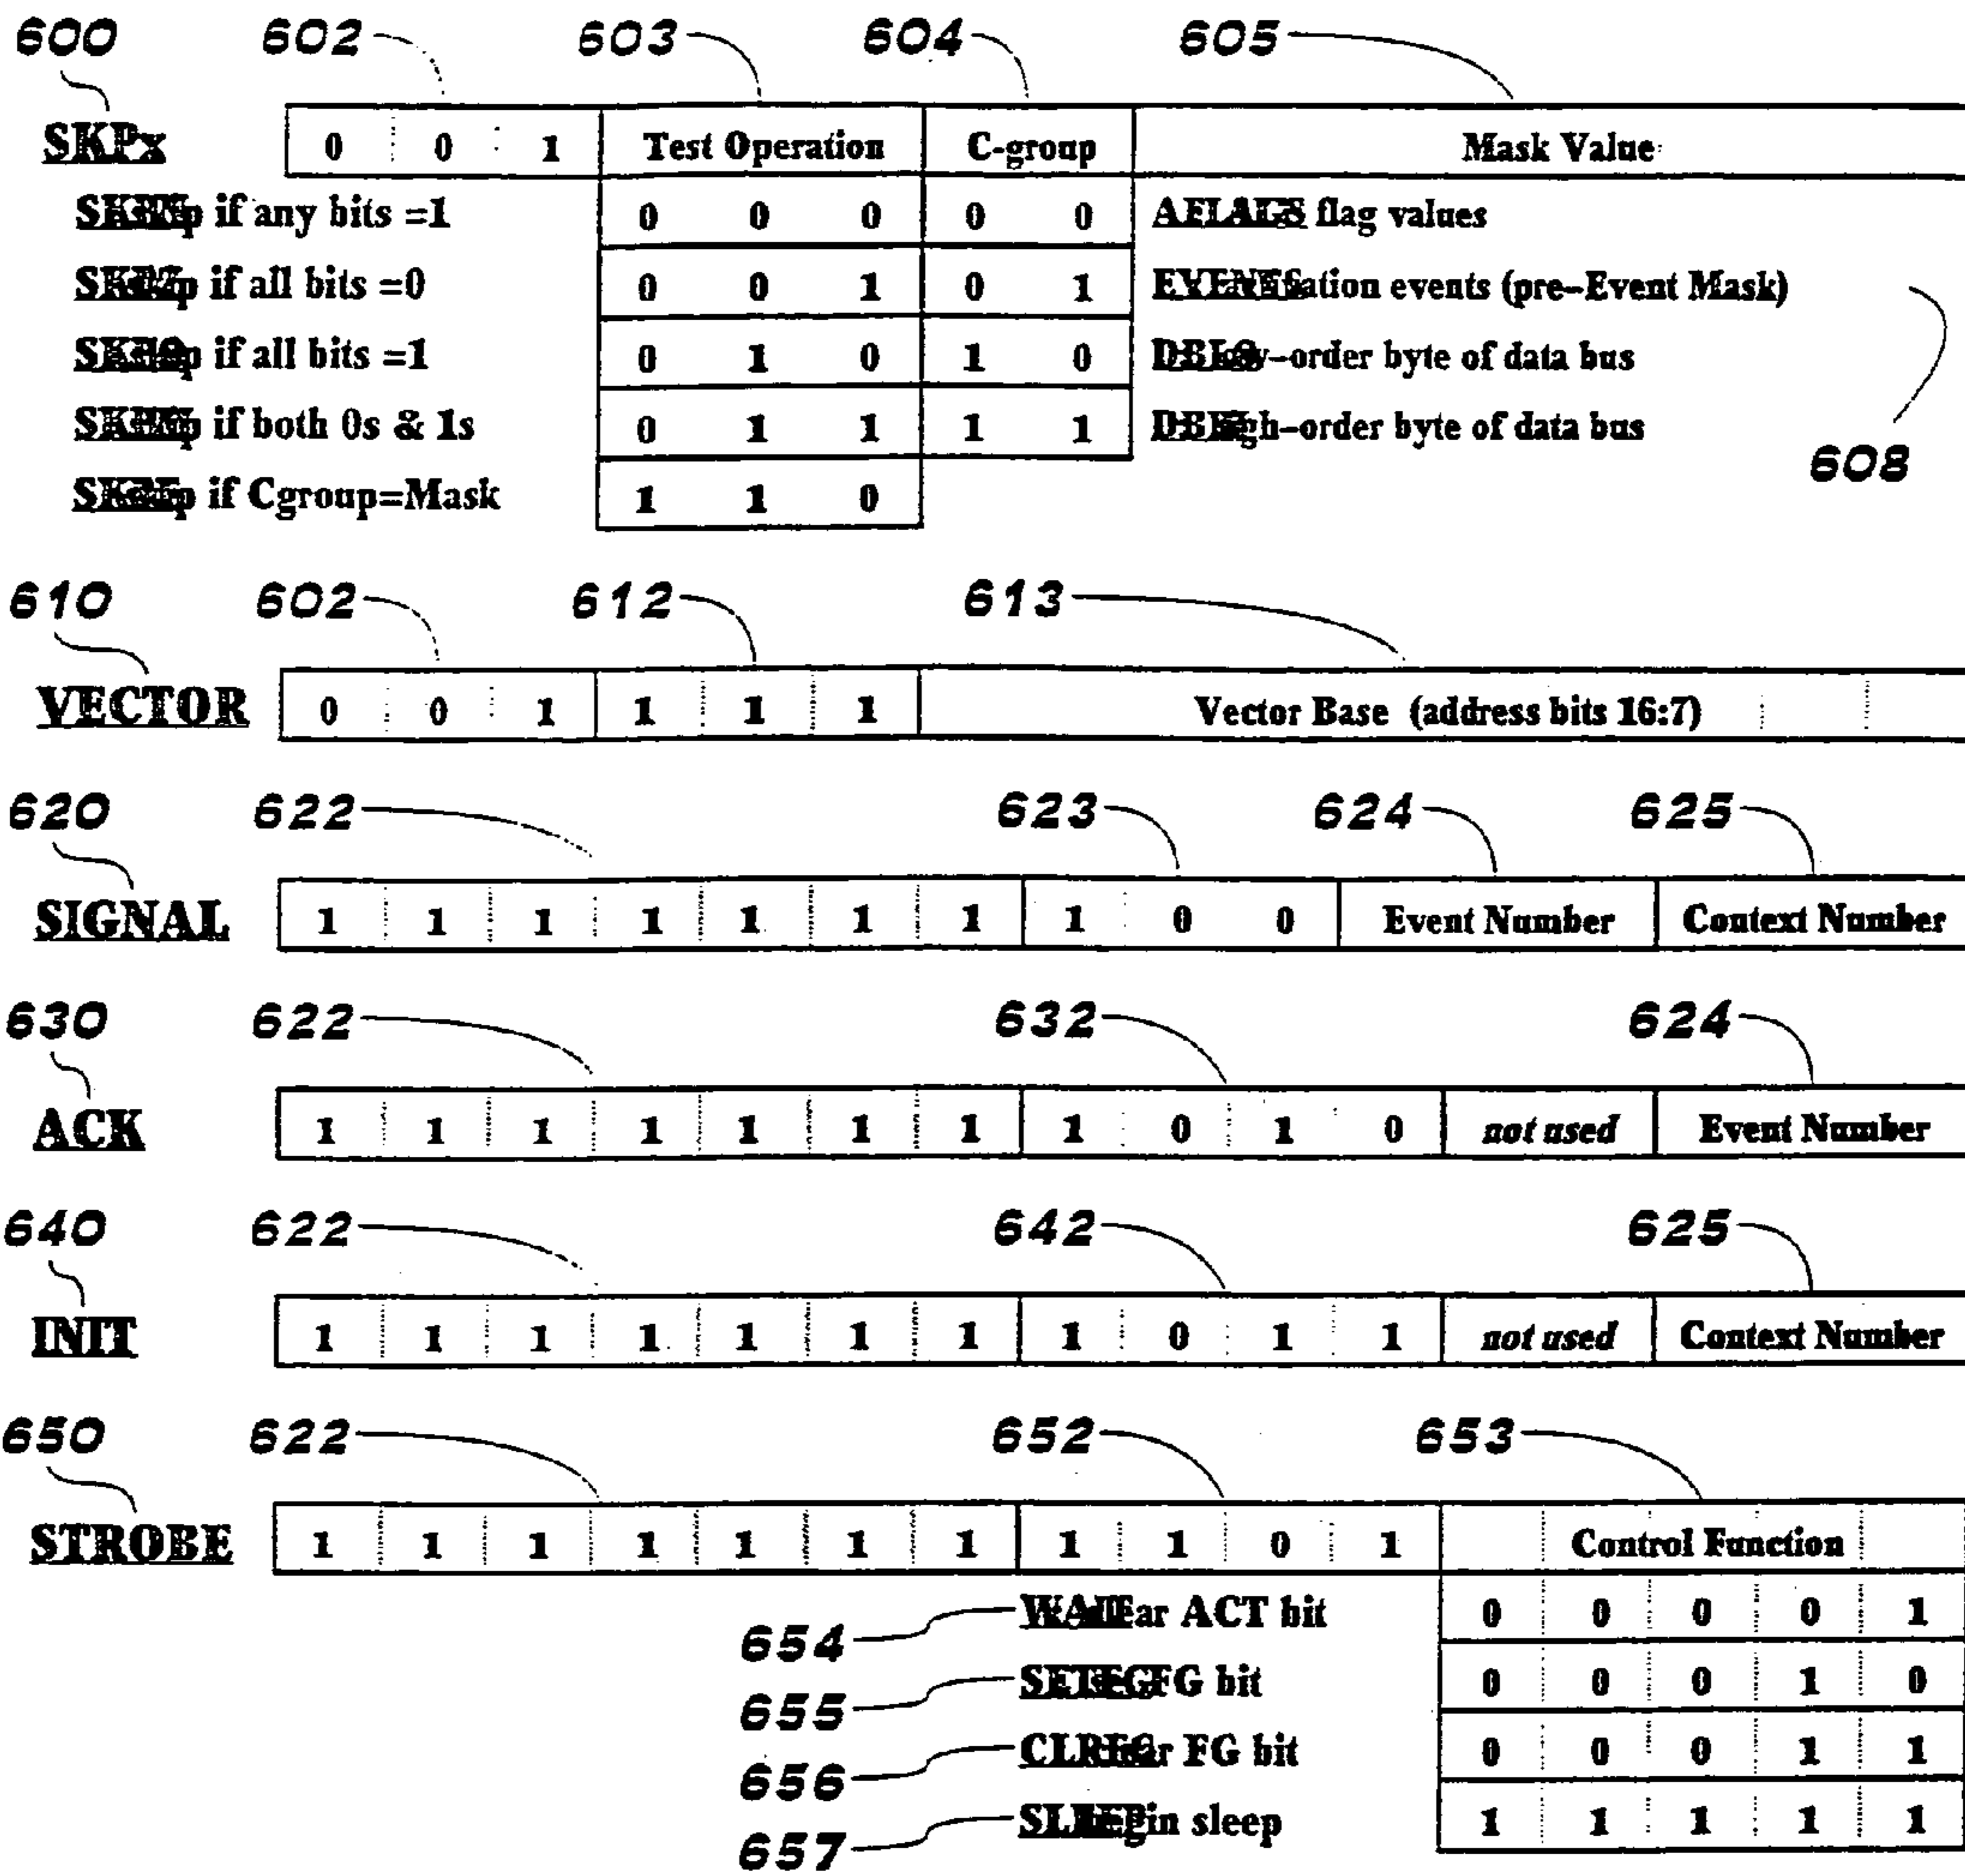 600 602 603 604 605
SKPx 0 0 1 Test Operation C-group Mask Value
if any bits =1 0 0 0 0 0 AFLAGS flag values
if all bits =0 0 0 1 0 1 events (pre-Event Mask)
if all bits =1 0 1 0 1 0 byte of data bus
if both 0s & 1s 0 1 1 1 1 byte of data bus
608
if Cgroup=Mask 1 1 0
610 602 612 613
VECTOR 0 0 1 1 1 1 Vector Base (address bits 16:7)
620 622 623 624 625
SIGNAL 1 1 1 1 1 1 1 1 0 0 Event Number Context Number
630 622 632 624
ACK 1 1 1 1 1 1 1 1 0 1 0 not used Event Number
640 622 642 625
INIT 1 1 1 1 1 1 1 1 0 1 1 not used Context Number
650 622 652 653
STROBE 1 1 1 1 1 1 1 1 1 0 1 Control Function
654 ACT bit 0 0 0 0 1
655 FG bit 0 0 0 1 0
656 FG bit 0 0 0 1 1
657 sleep 1 1 1 1 1